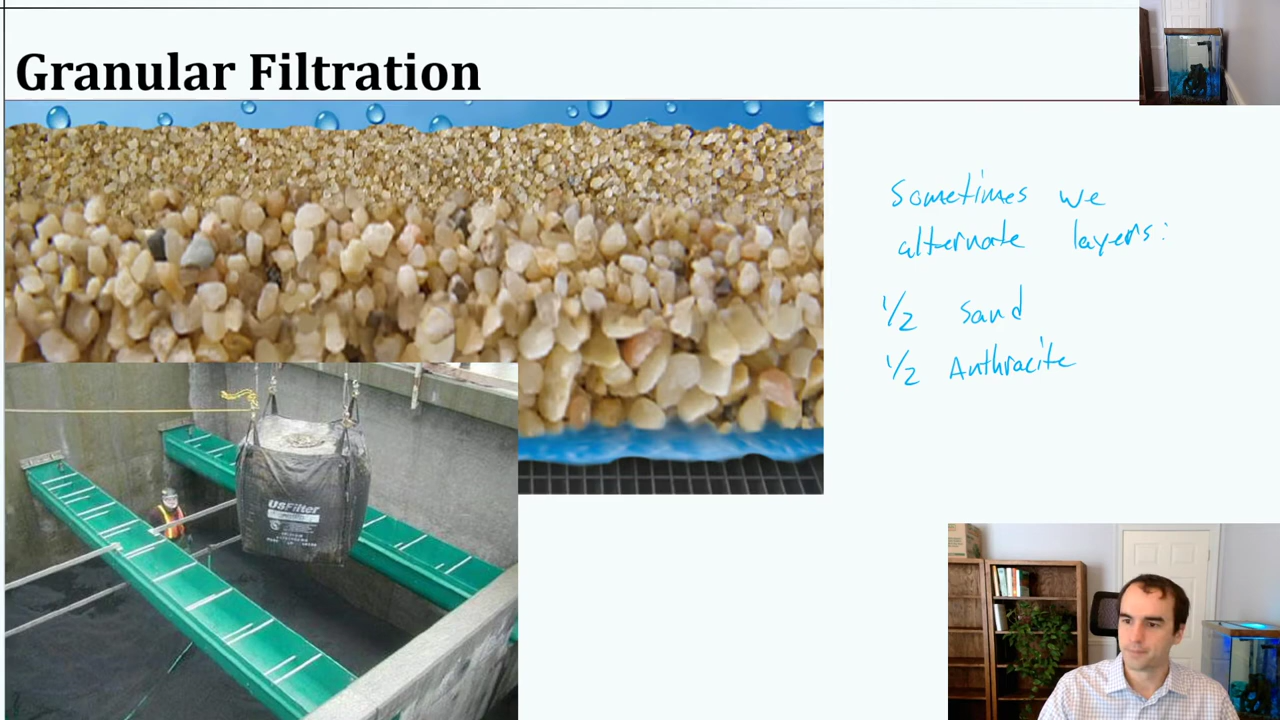 Granular Filtration
Sometimes we
alternate layers:
1/2 sand
1/2 Anthracite
USFilter